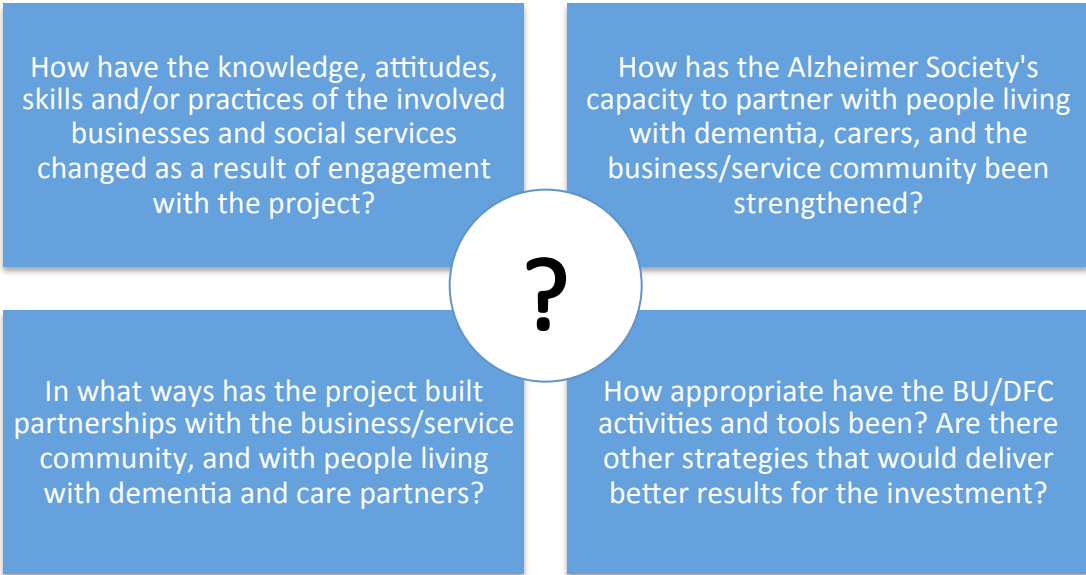 How have the knowledge, attitudes,
skills and/or practices of the involved
businesses and social services
changed as a result of engagement
with the project?
How has the Alzheimer Society's
capacity to partner with people living
with dementia, carers, and the
business/service community been
strengthened?
?
In what ways has the project built
partnerships with the business/service
community, and with people living
with dementia and care partners?
How appropriate have the BU/DFC
activities and tools been? Are there
other strategies that would deliver
better results for the investment?